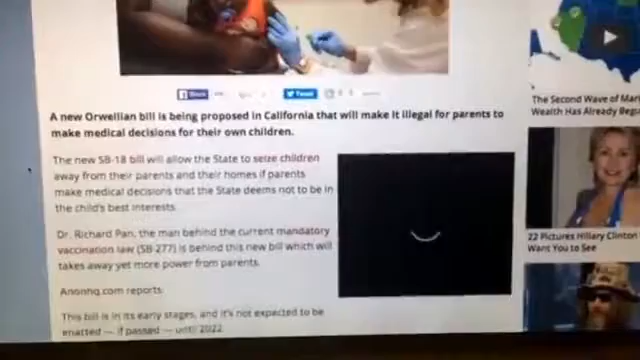 Share
Tweet
A new Orwellian bill is being proposed in California that will make it illegal for parents to
make medical decisions for their own children.
The new SB-18 bill will allow the State to seize children
away from their parents and their homes if parents
make medical decisions that the State deems not to be in
the child's best interests.
Dr. Richard Pan, the man behind the current mandatory
vaccination law (SB-277) is behind this new bill which will
takes away yet more power from parents.
Anonhq.com reports:
This bill is in its early stages, and it's not expected to be
enacted — if passed — until 2022.
The Second Wave of
Wealth Has Already
22 Pictures Hillary Clinton
Want You to See